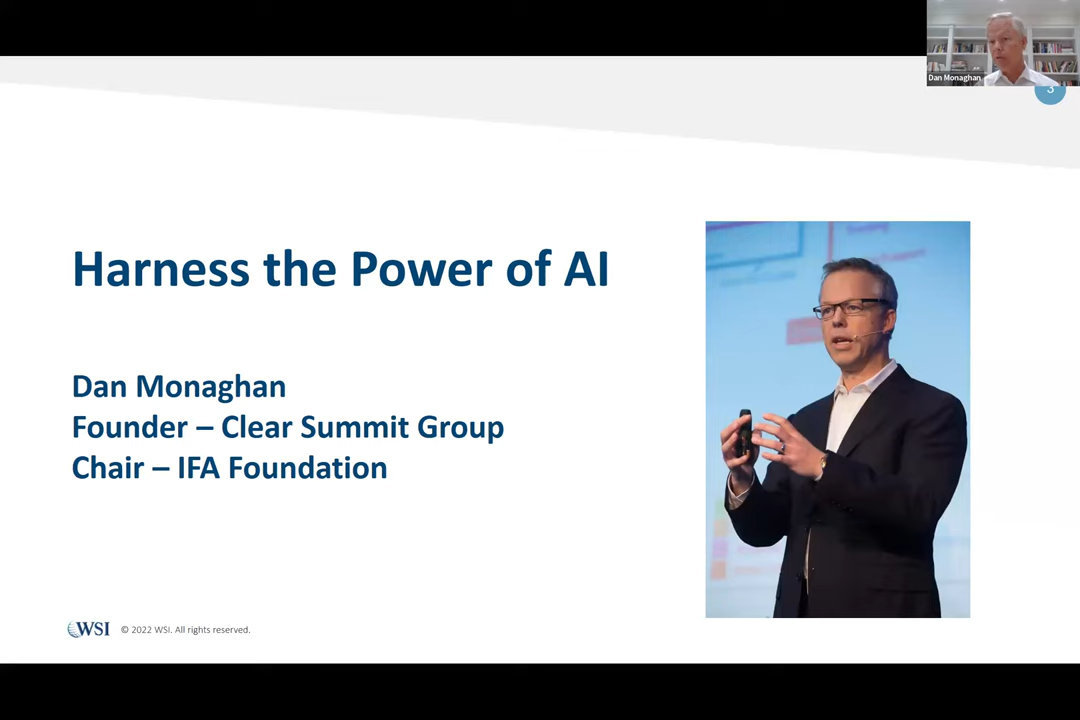 Dan Monaghan
3
Harness the Power of AI
Dan Monaghan
Founder – Clear Summit Group
Chair – IFA Foundation
WSI © 2022 WSI. All rights reserved.